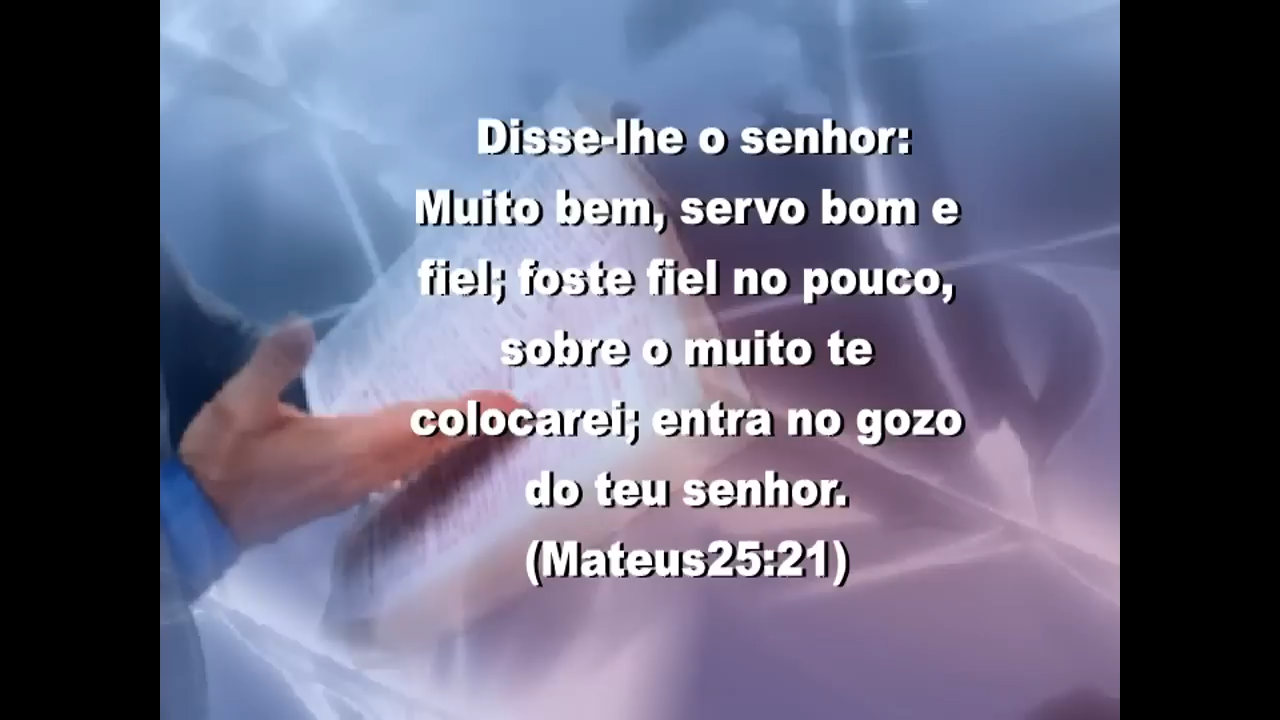 Disse-lhe o senhor:
Muito bem, servo bom e
fiel; foste fiel no pouco,
sobre o muito te
colocarei; entra no gozo
do teu senhor.
(Mateus25:21)